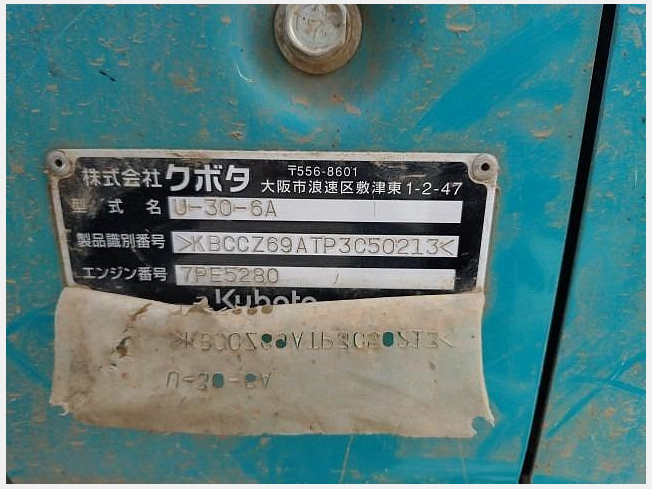 株式会社クボタ 〒556-8601
大阪市浪速区敷津東1-2-47
型式名 U-30-6A
製品識別番号 >KBCCZ69ATP3C50213<
エンジン番号 7PE5280
Kubota